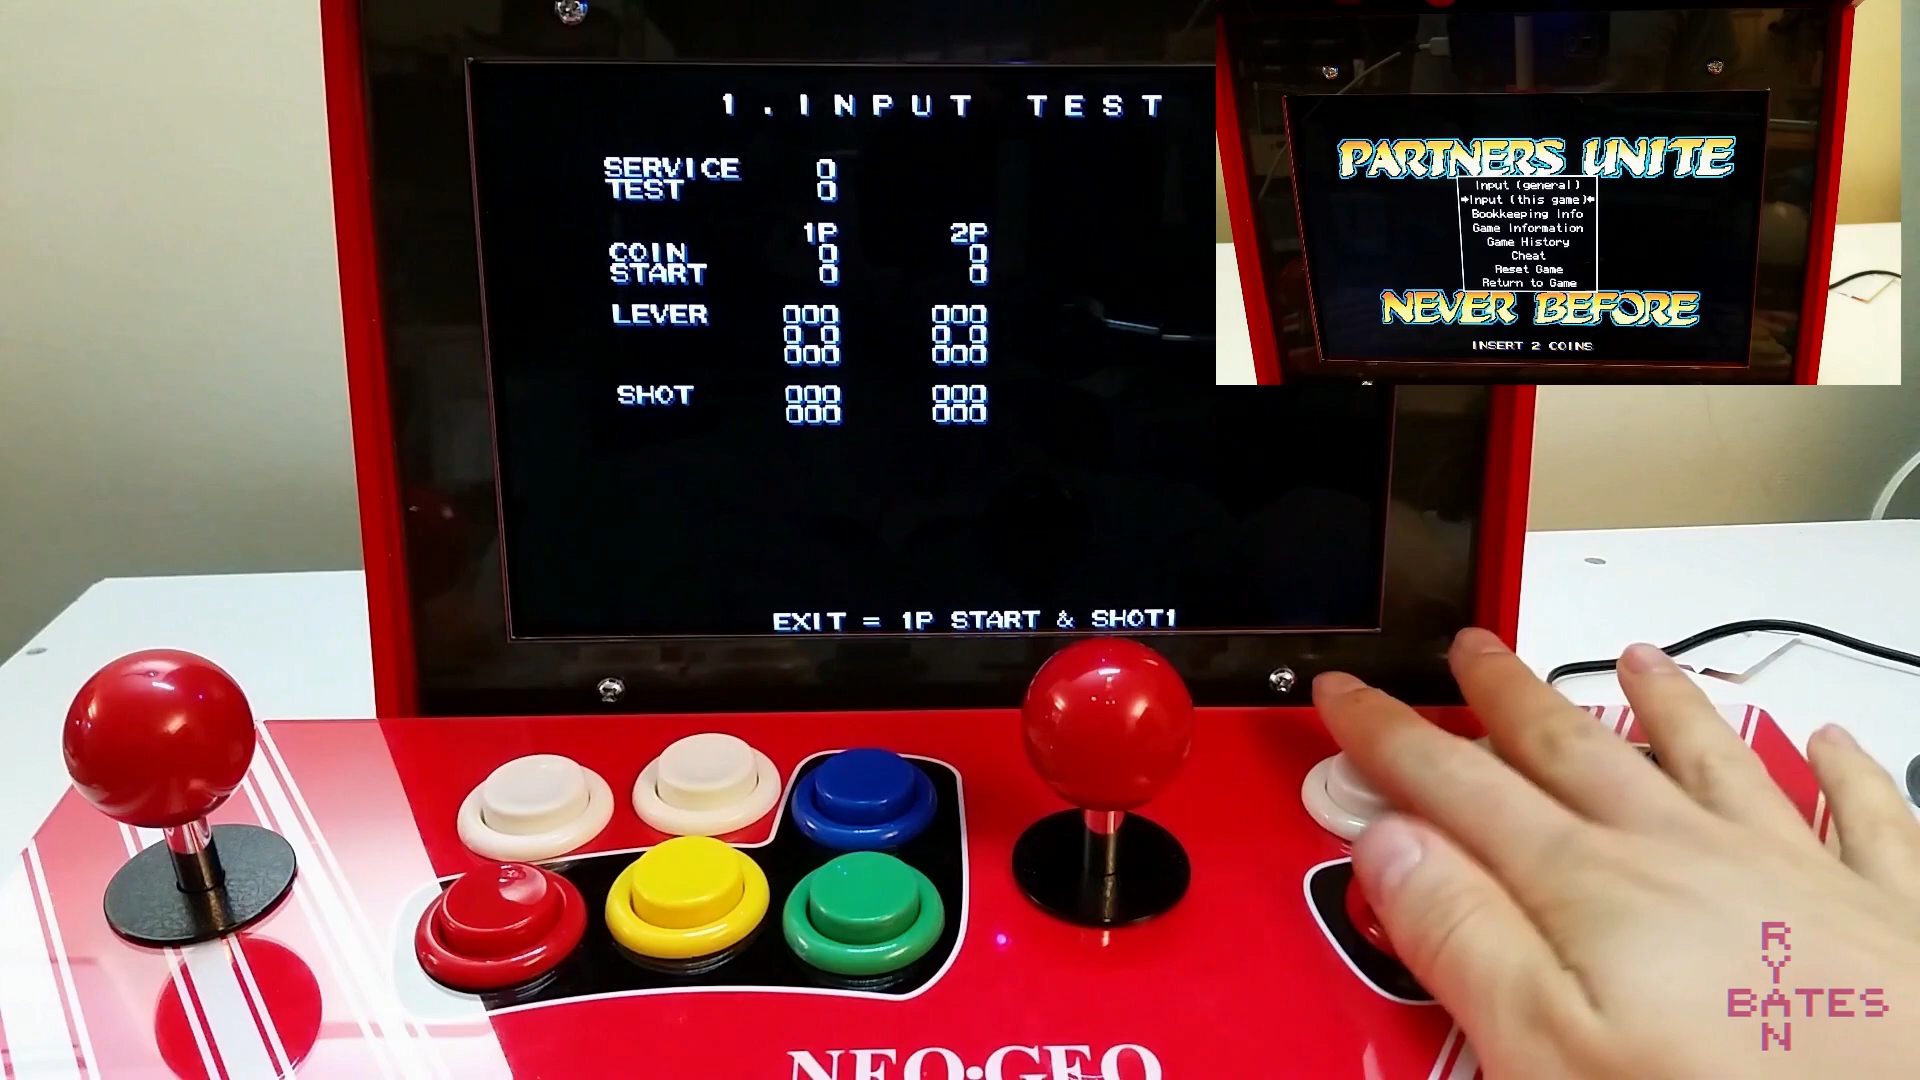 1.INPUT TEST
SERVICE 0
TEST 0
1P 2P
COIN 0 0
START 0 0
LEVER 000 000
0 0 0 0
000 000
SHOT 000 000
000 000
EXIT = 1P START & SHOT1
PARTNERS UNITE
Input (general)
Input (this game)
Bookkeeping Info
Game Information
Game History
Cheat
Reset Game
Return to Game
NEVER BEFORE
INSERT 2 COINS
NEO·GEO
RYAN
BATES